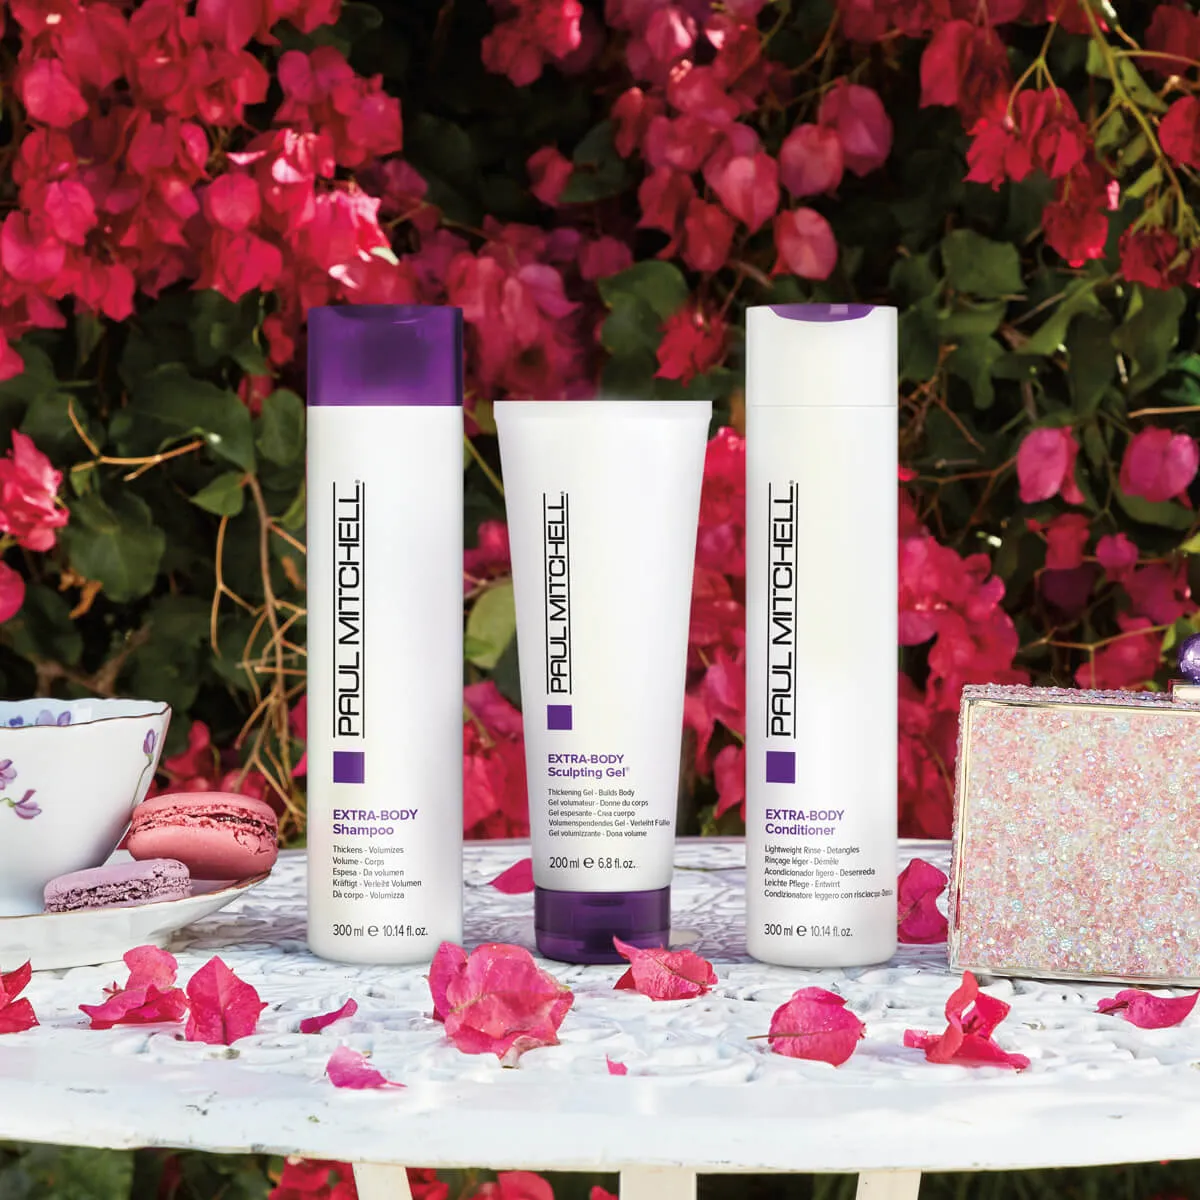 PAUL MITCHELL®
EXTRA-BODY
Shampoo
Thickens - Volumizes
Volume - Corps
Espesa - Da volumen
Kräftigt - Verleiht Volumen
Dà corpo - Volumizza
300 ml ℮ 10.14 fl. oz.
PAUL MITCHELL®
EXTRA-BODY
Sculpting Gel®
Thickening Gel - Builds Body
Gel volumateur - Donne du corps
Gel espesante - Crea cuerpo
Volumenspendendes Gel - Verleiht Fülle
Gel volumizzante - Dona volume
200 ml ℮ 6.8 fl. oz.
PAUL MITCHELL®
EXTRA-BODY
Conditioner
Lightweight Rinse - Detangles
Rinçage léger - Démêle
Acondicionador ligero - Desenreda
Leichte Pflege - Entwirrt
Condizionatore leggero con risciacquo
300 ml ℮ 10.14 fl. oz.